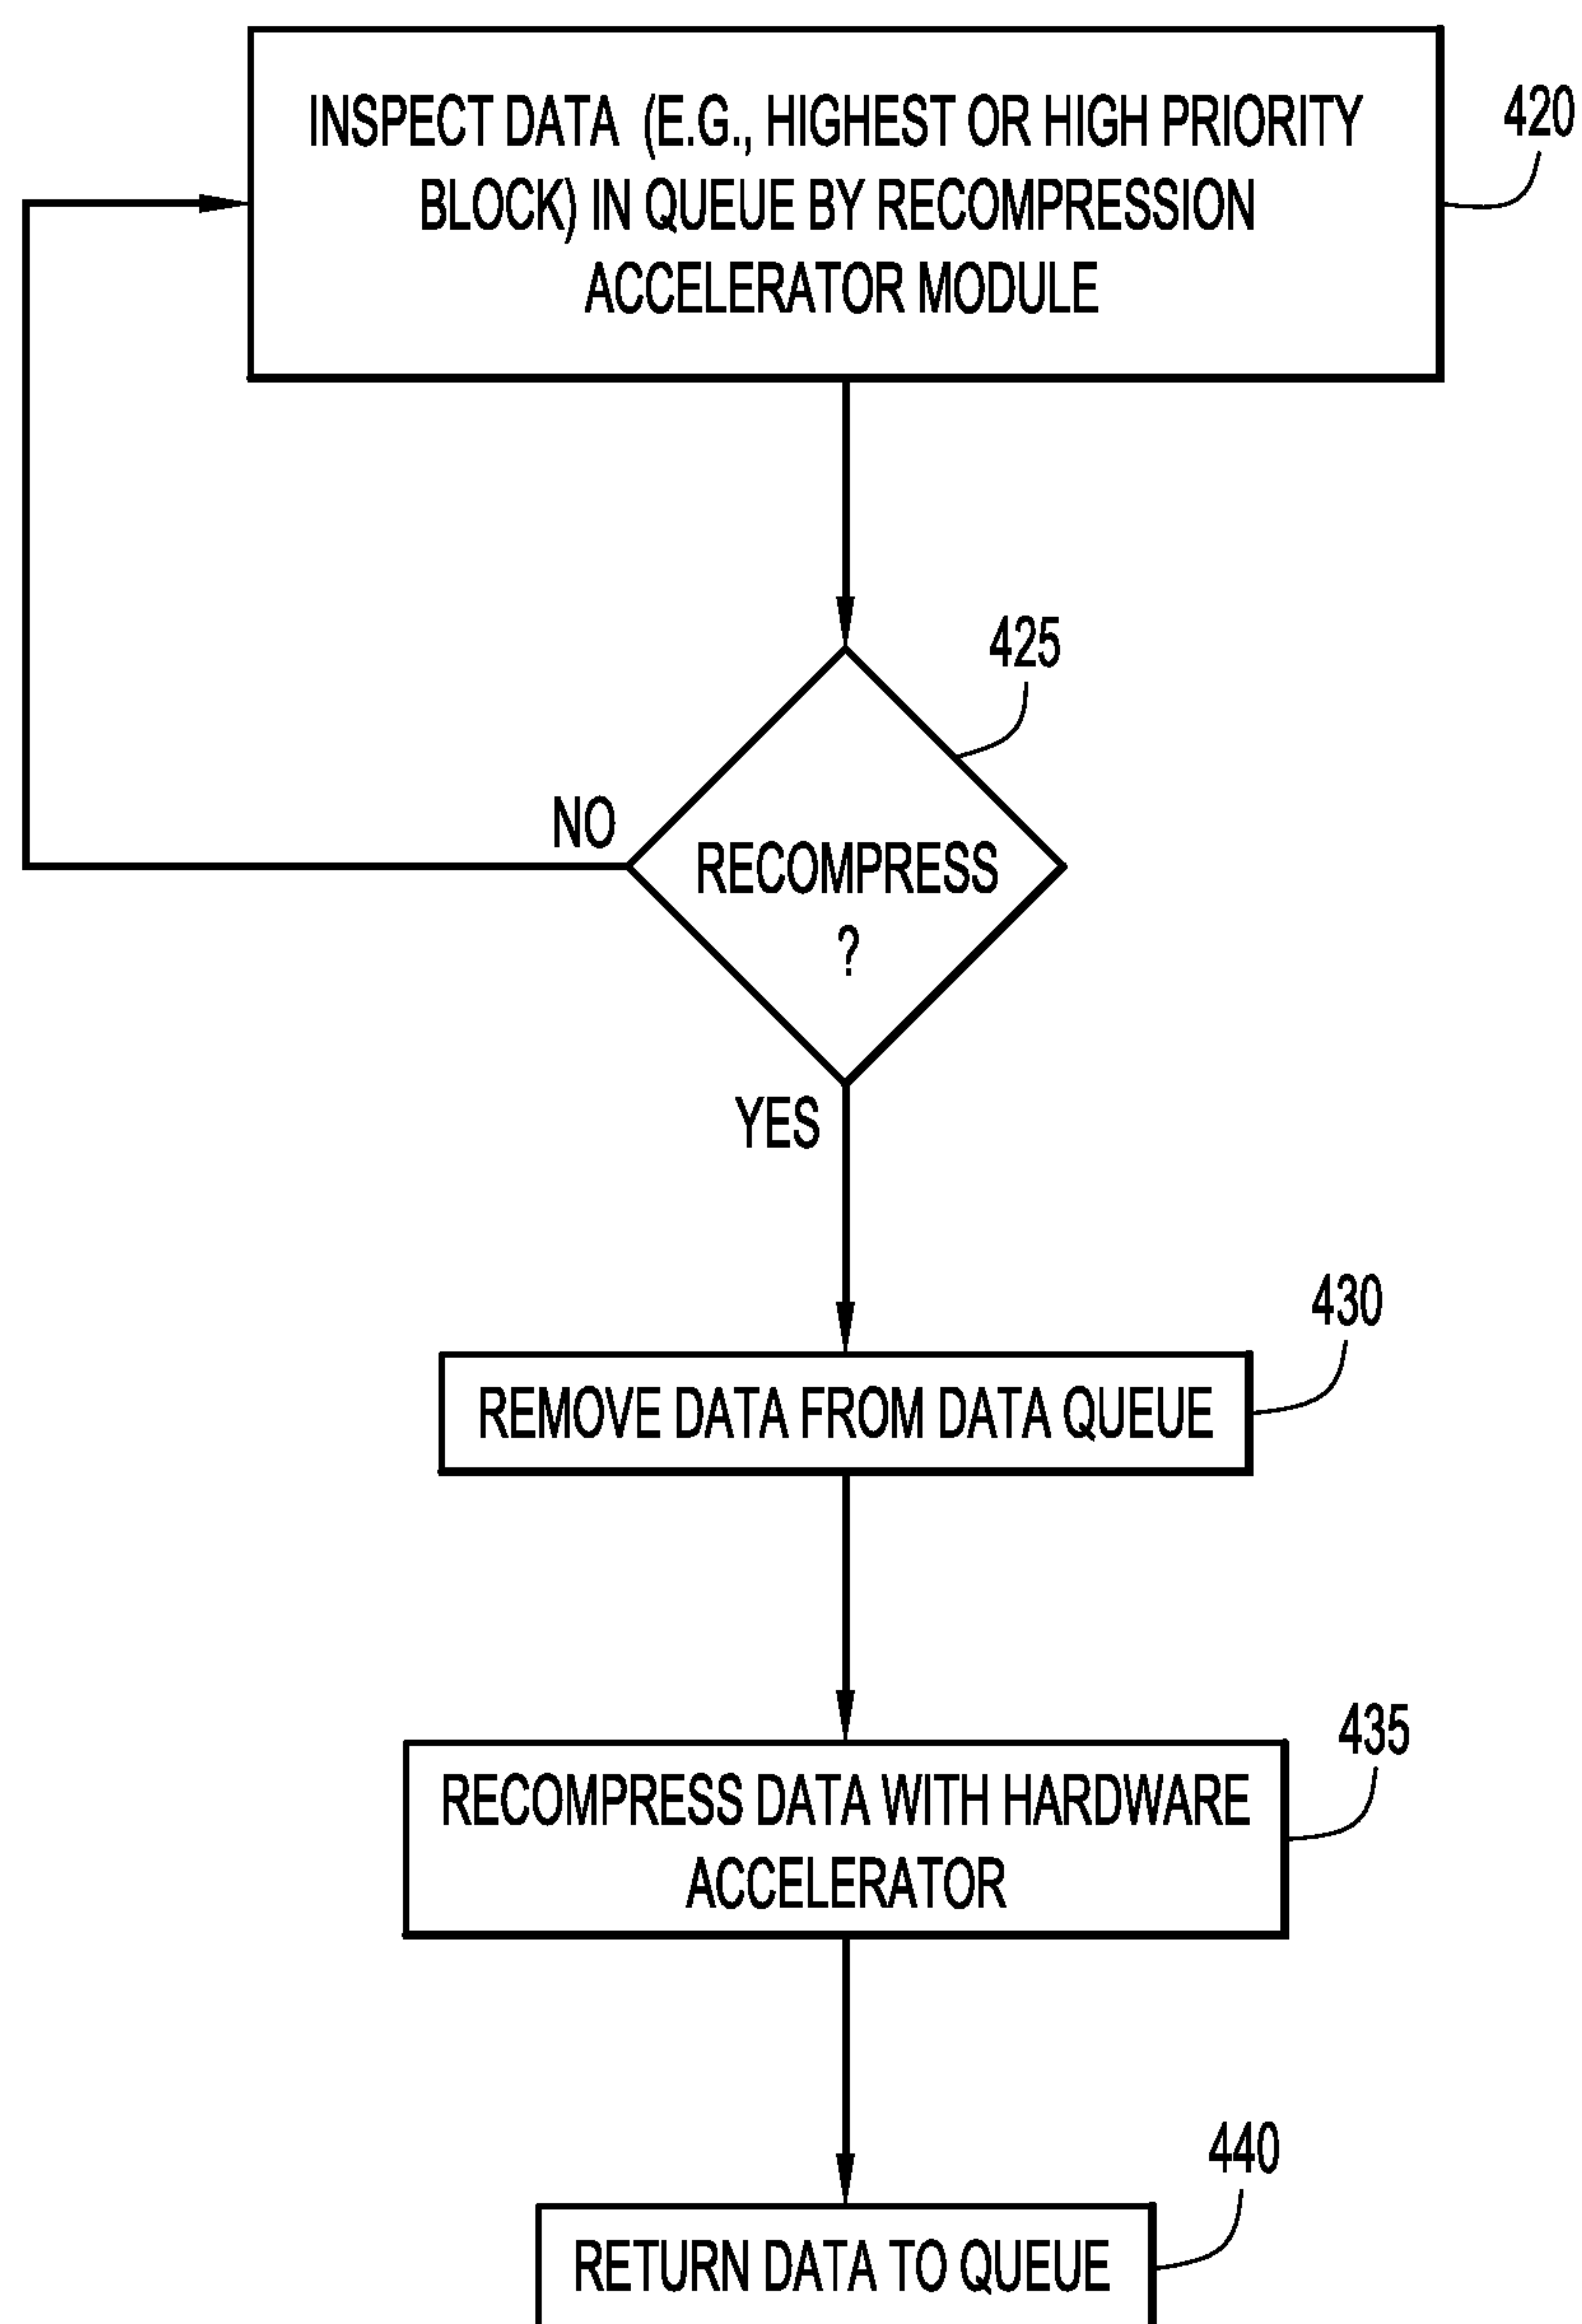 INSPECT DATA (E.G., HIGHEST OR HIGH PRIORITY
BLOCK) IN QUEUE BY RECOMPRESSION
ACCELERATOR MODULE
420
425
NO
RECOMPRESS
?
YES
430
REMOVE DATA FROM DATA QUEUE
435
RECOMPRESS DATA WITH HARDWARE
ACCELERATOR
440
RETURN DATA TO QUEUE